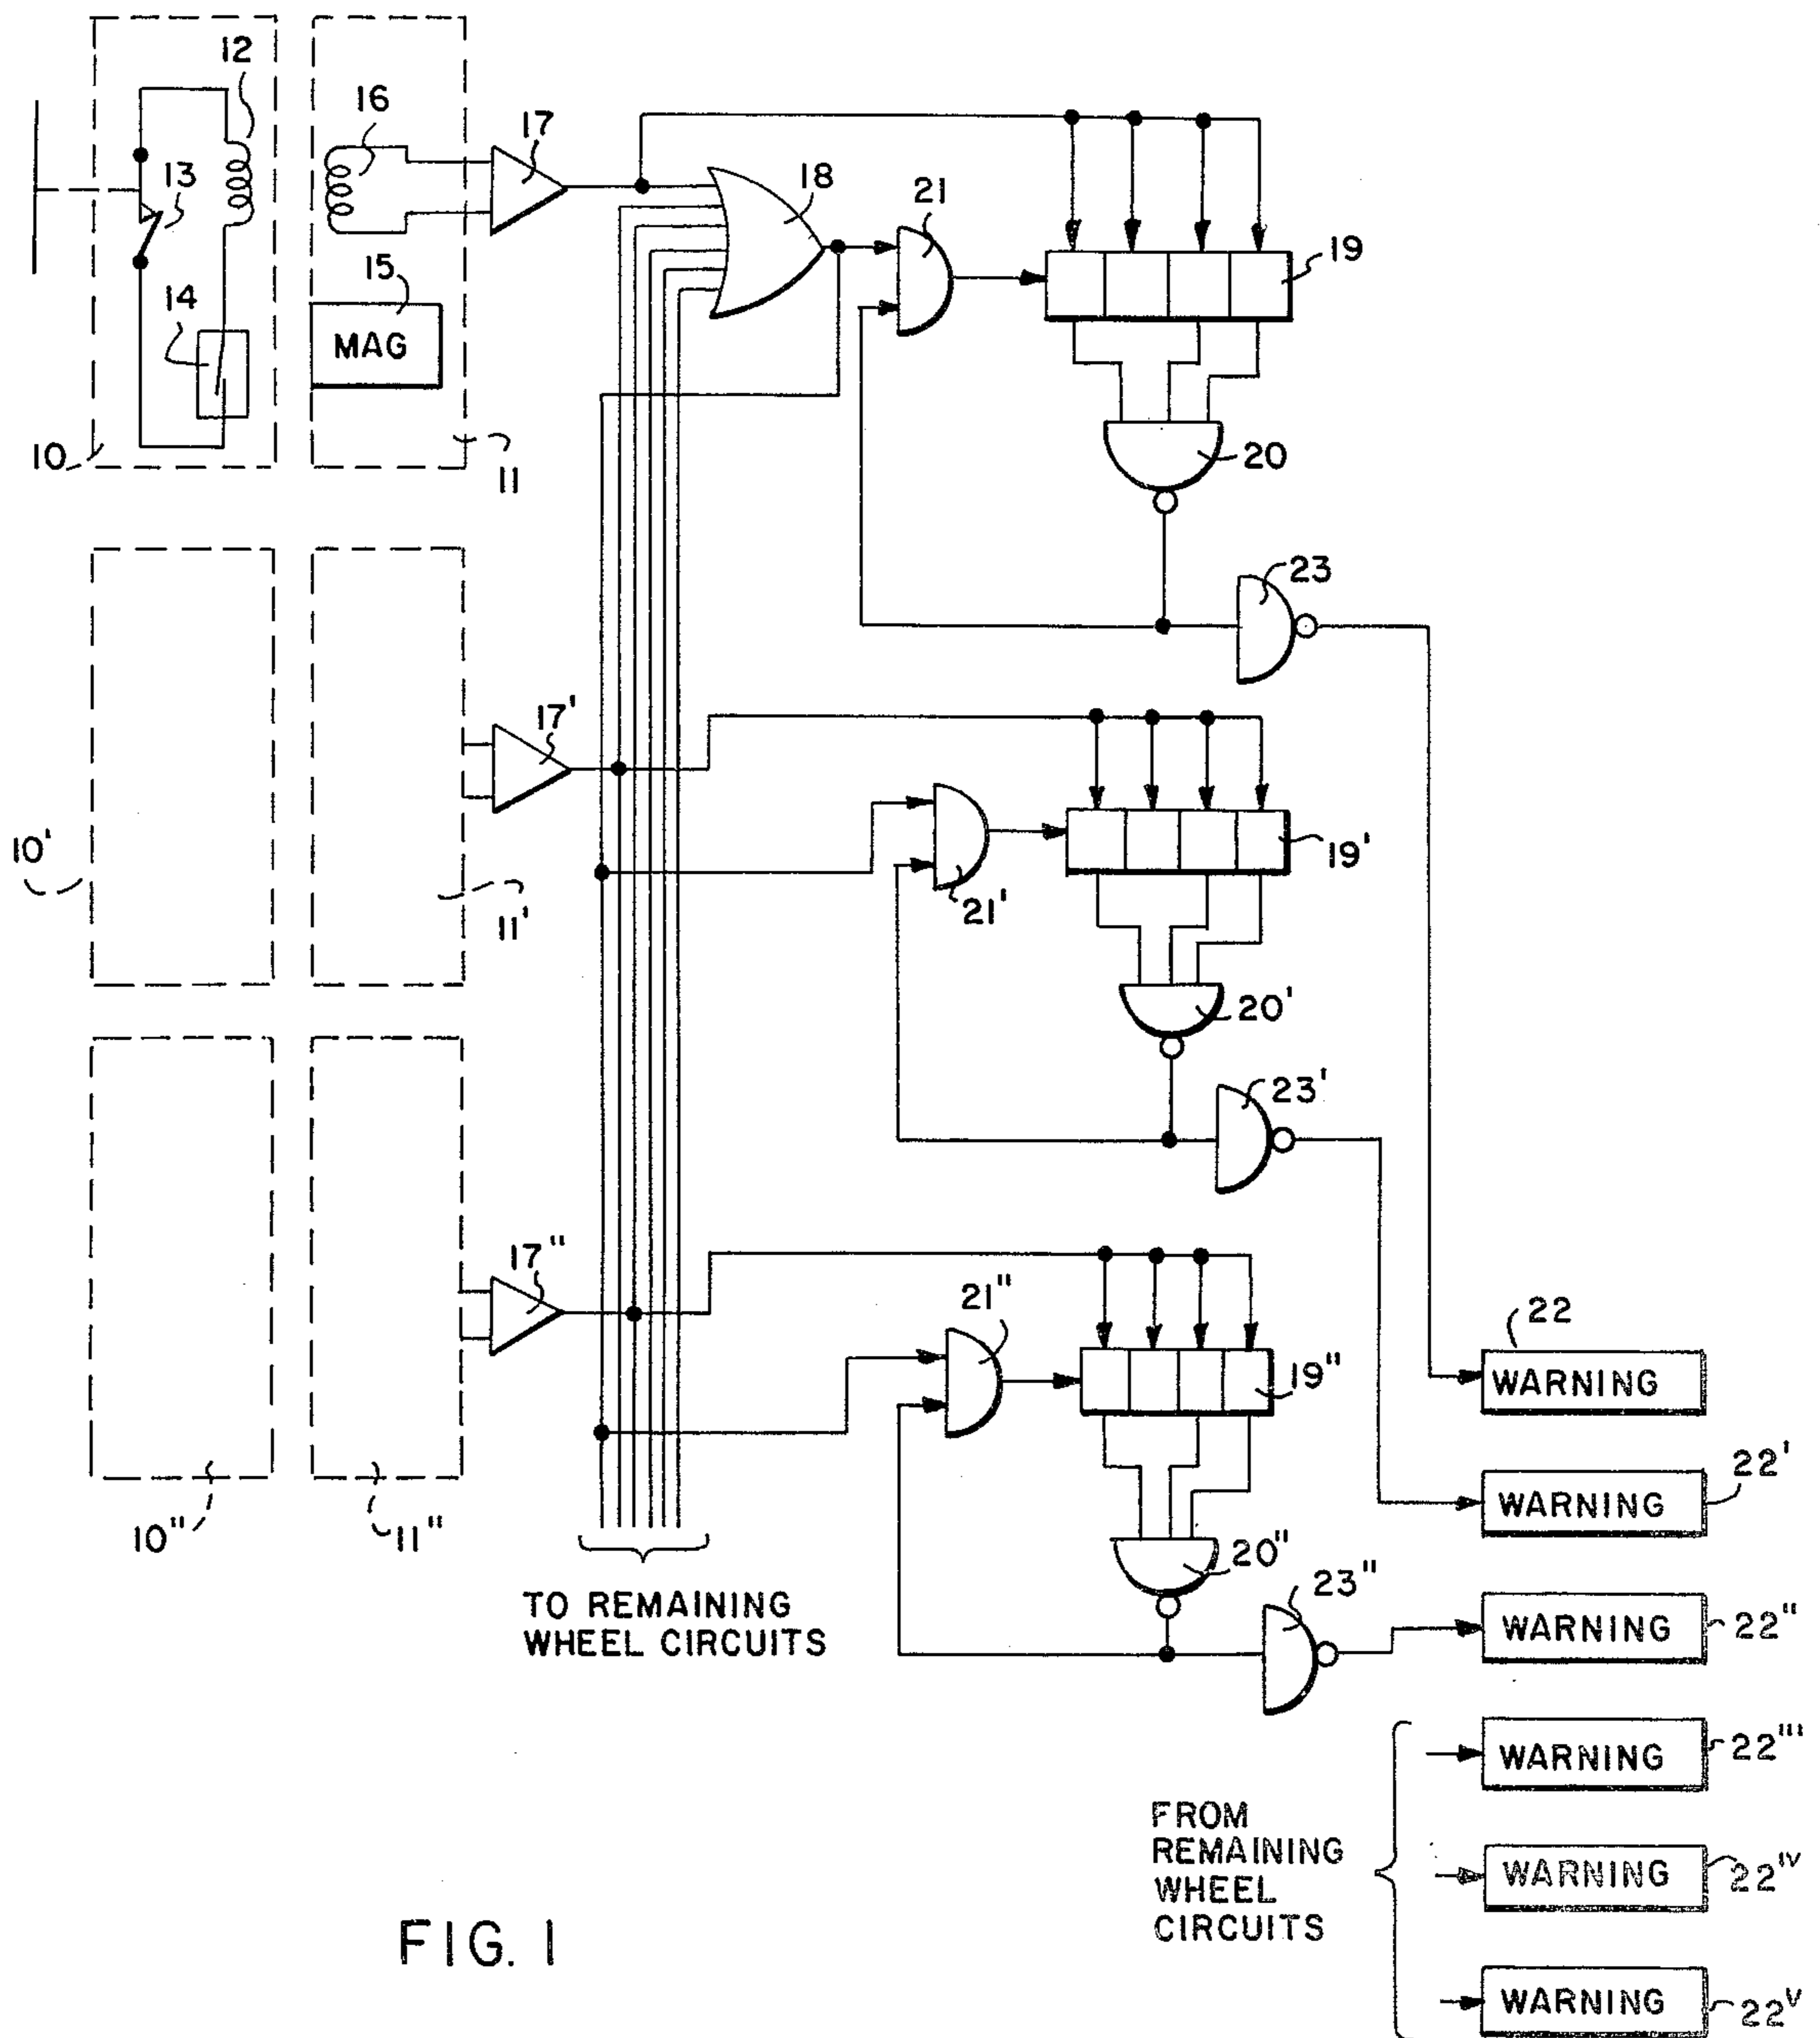 12
16
17
13
18
21
15
MAG
14
19
10
11
20
23
17'
10'
11'
21'
19'
20'
23'
17"
21"
19"
22
WARNING
WARNING
22'
10"
11"
20"
23"
WARNING
22"
TO REMAINING
WHEEL CIRCUITS
WARNING
22'''
FROM
REMAINING
WHEEL
CIRCUITS
WARNING
22IV
WARNING
22V
FIG. 1